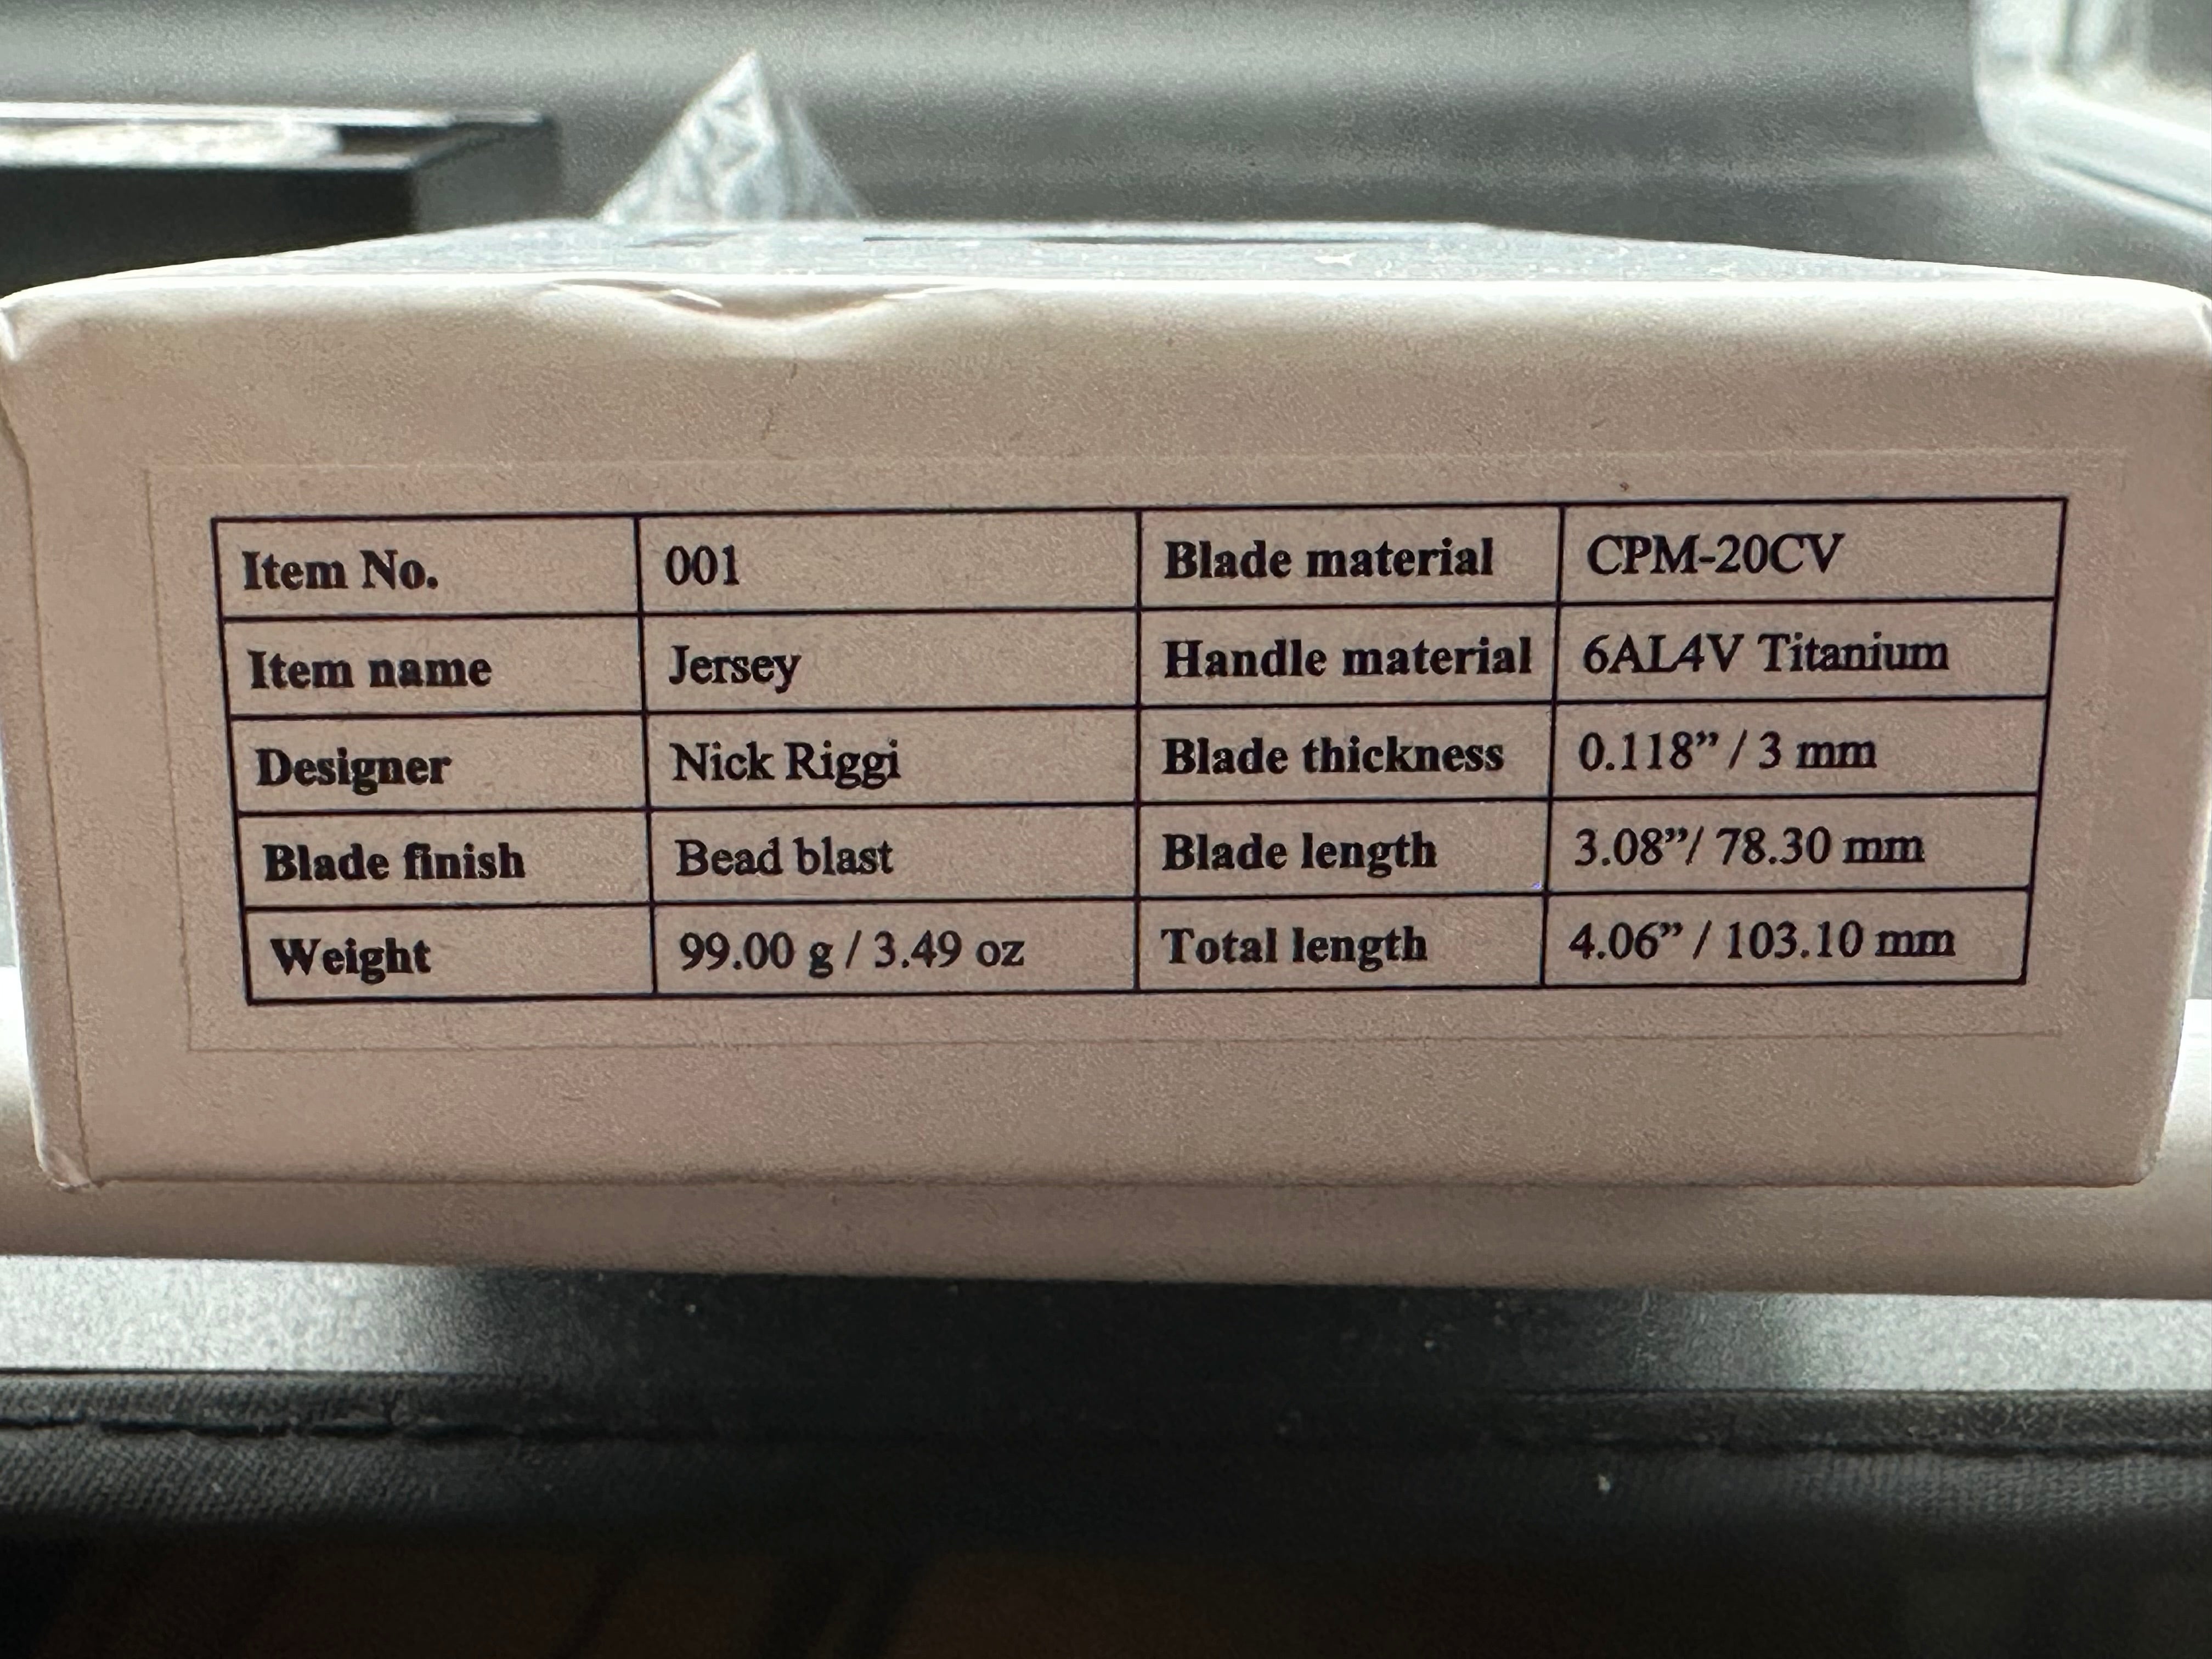 Item No. 001 Blade material CPM-20CV
Item name Jersey Handle material 6AL4V Titanium
Designer Nick Riggi Blade thickness 0.118” / 3 mm
Blade finish Bead blast Blade length 3.08”/ 78.30 mm
Weight 99.00 g / 3.49 oz Total length 4.06” / 103.10 mm